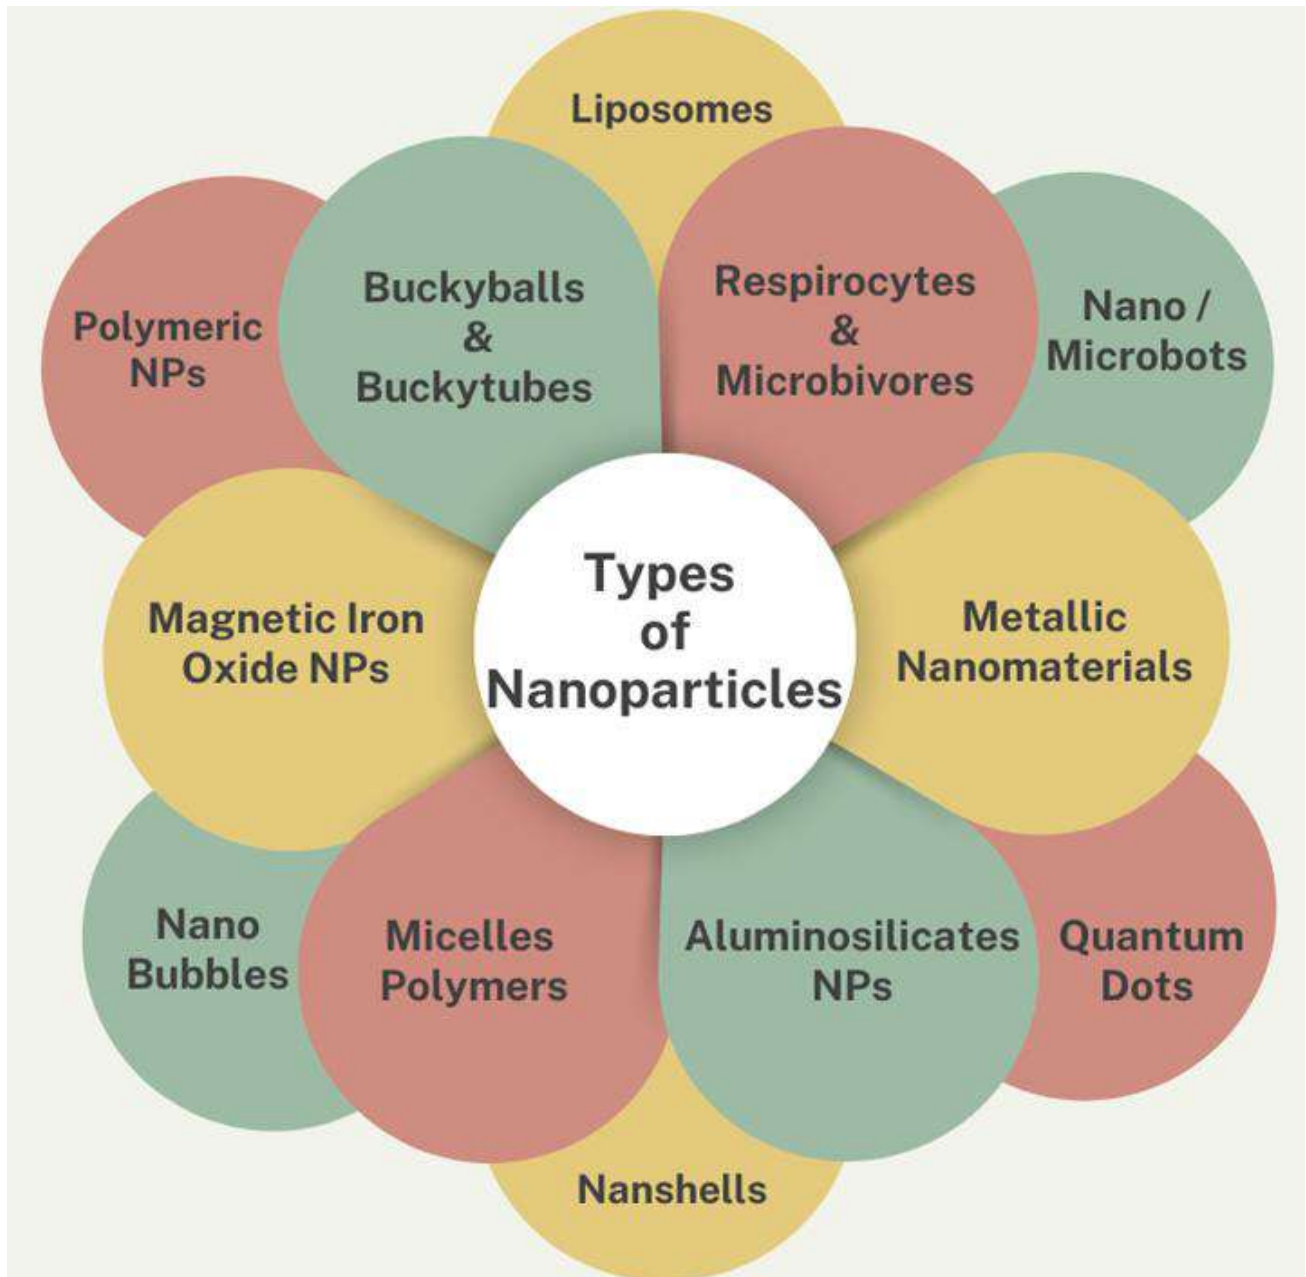 Liposomes
Buckyballs
&
Buckytubes
Respirocytes
&
Microbivores
Polymeric
NPs
Nano /
Microbots
Types
of
Nanoparticles
Magnetic Iron
Oxide NPs
Metallic
Nanomaterials
Nano
Bubbles
Micelles
Polymers
Aluminosilicates
NPs
Quantum
Dots
Nanshells